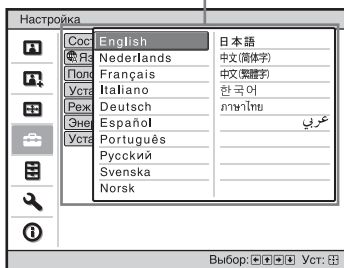 Настройка
Сост
Яз
Поло
Уста
Реж
Эне
Уста
English
Nederlands
Français
Italiano
Deutsch
Español
Português
Русский
Svenska
Norsk
日本語
中文(简体字)
中文(繁體字)
한국어
ภาษาไทย
عربي
Выбор: Уст: